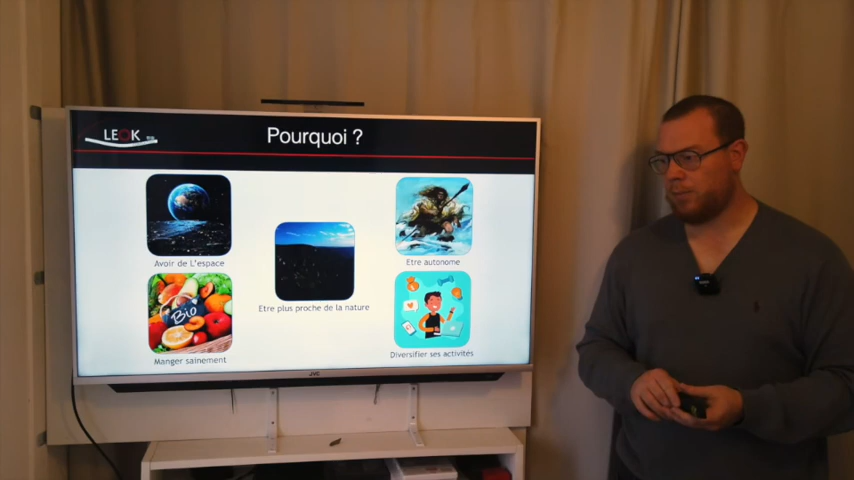 LEOK
Pourquoi ?
Avoir de L'espace
Etre autonome
Etre plus proche de la nature
Bio
Manger sainement
Diversifier ses activités
JVC